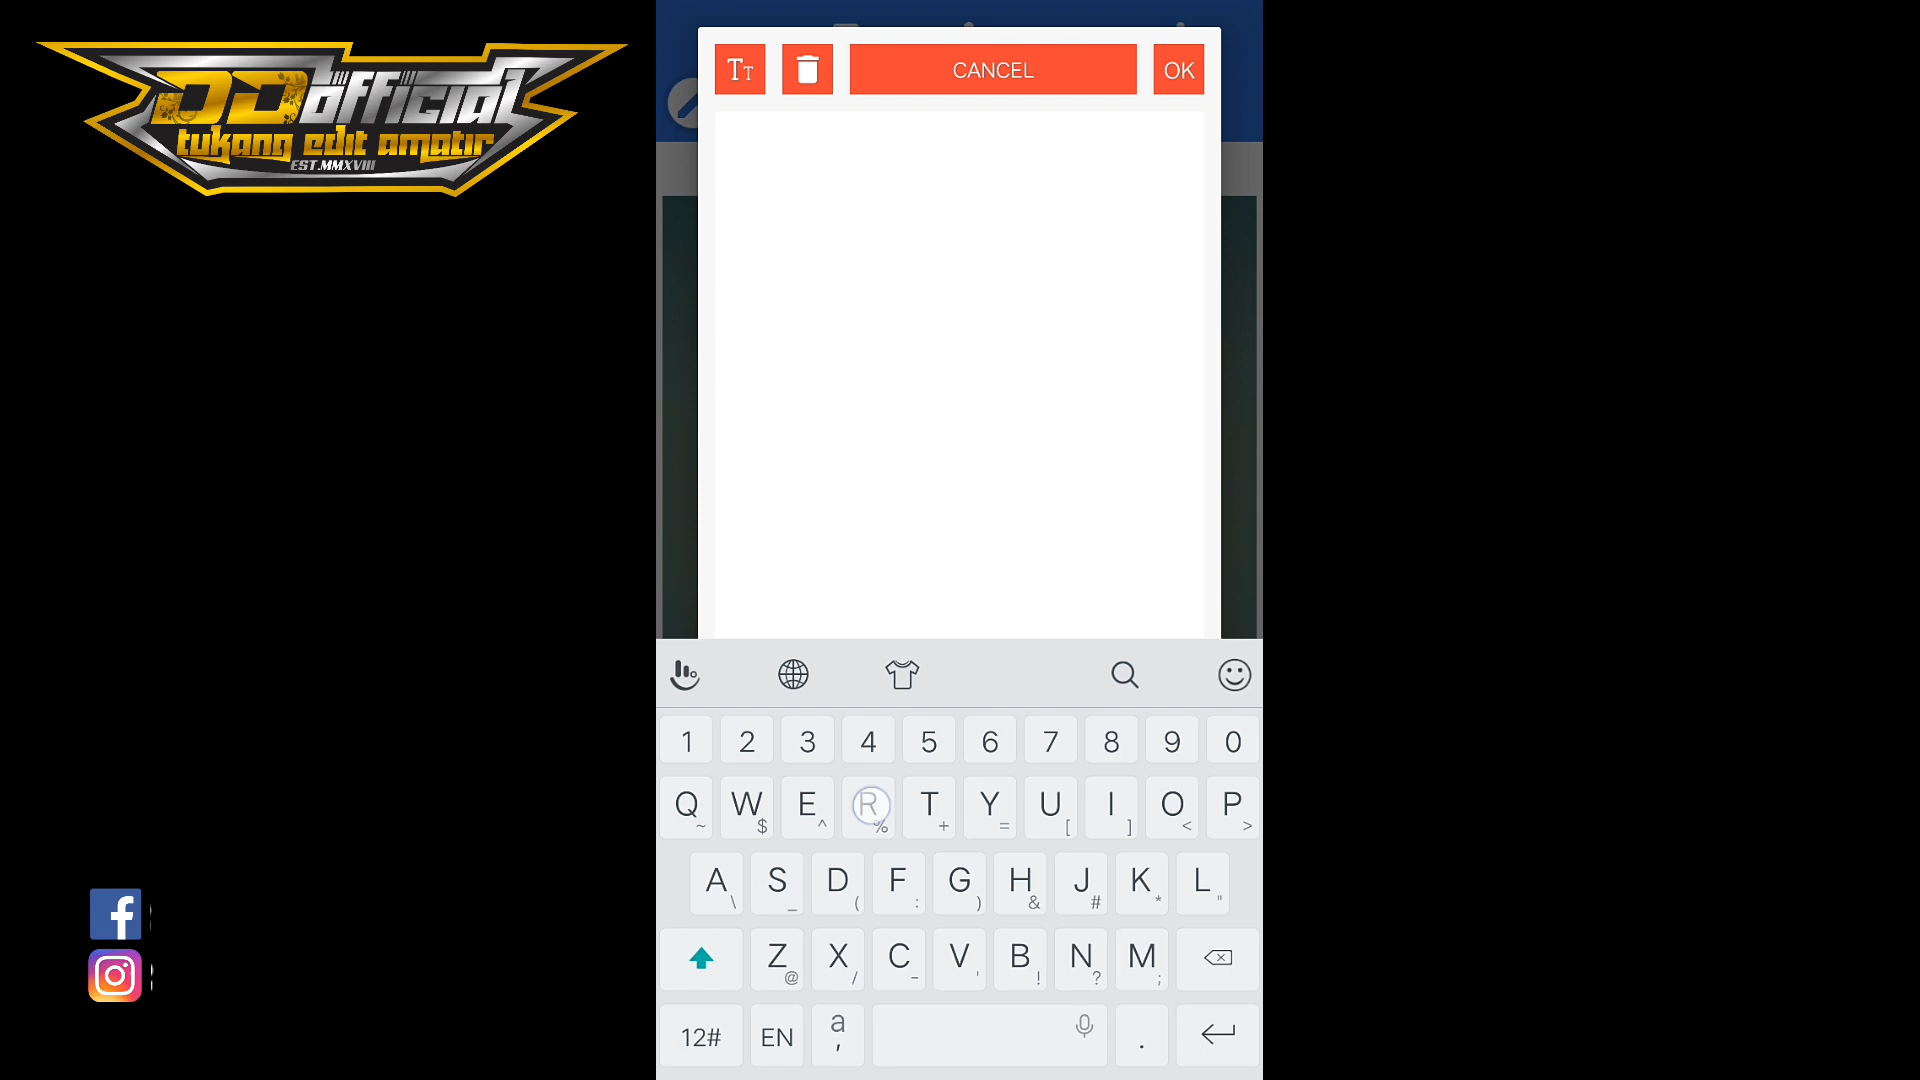 DD official
tukang edit amatir
EST.MMXVIII
Tт CANCEL OK
1 2 3 4 5 6 7 8 9 0
Q W E R T Y U I O P
~ $ ^ % + = [ ] < >
A S D F G H J K L
\ _ ( : ) & # * "
Z X C V B N M
@ / - ' ! ? ;
12# EN a , .